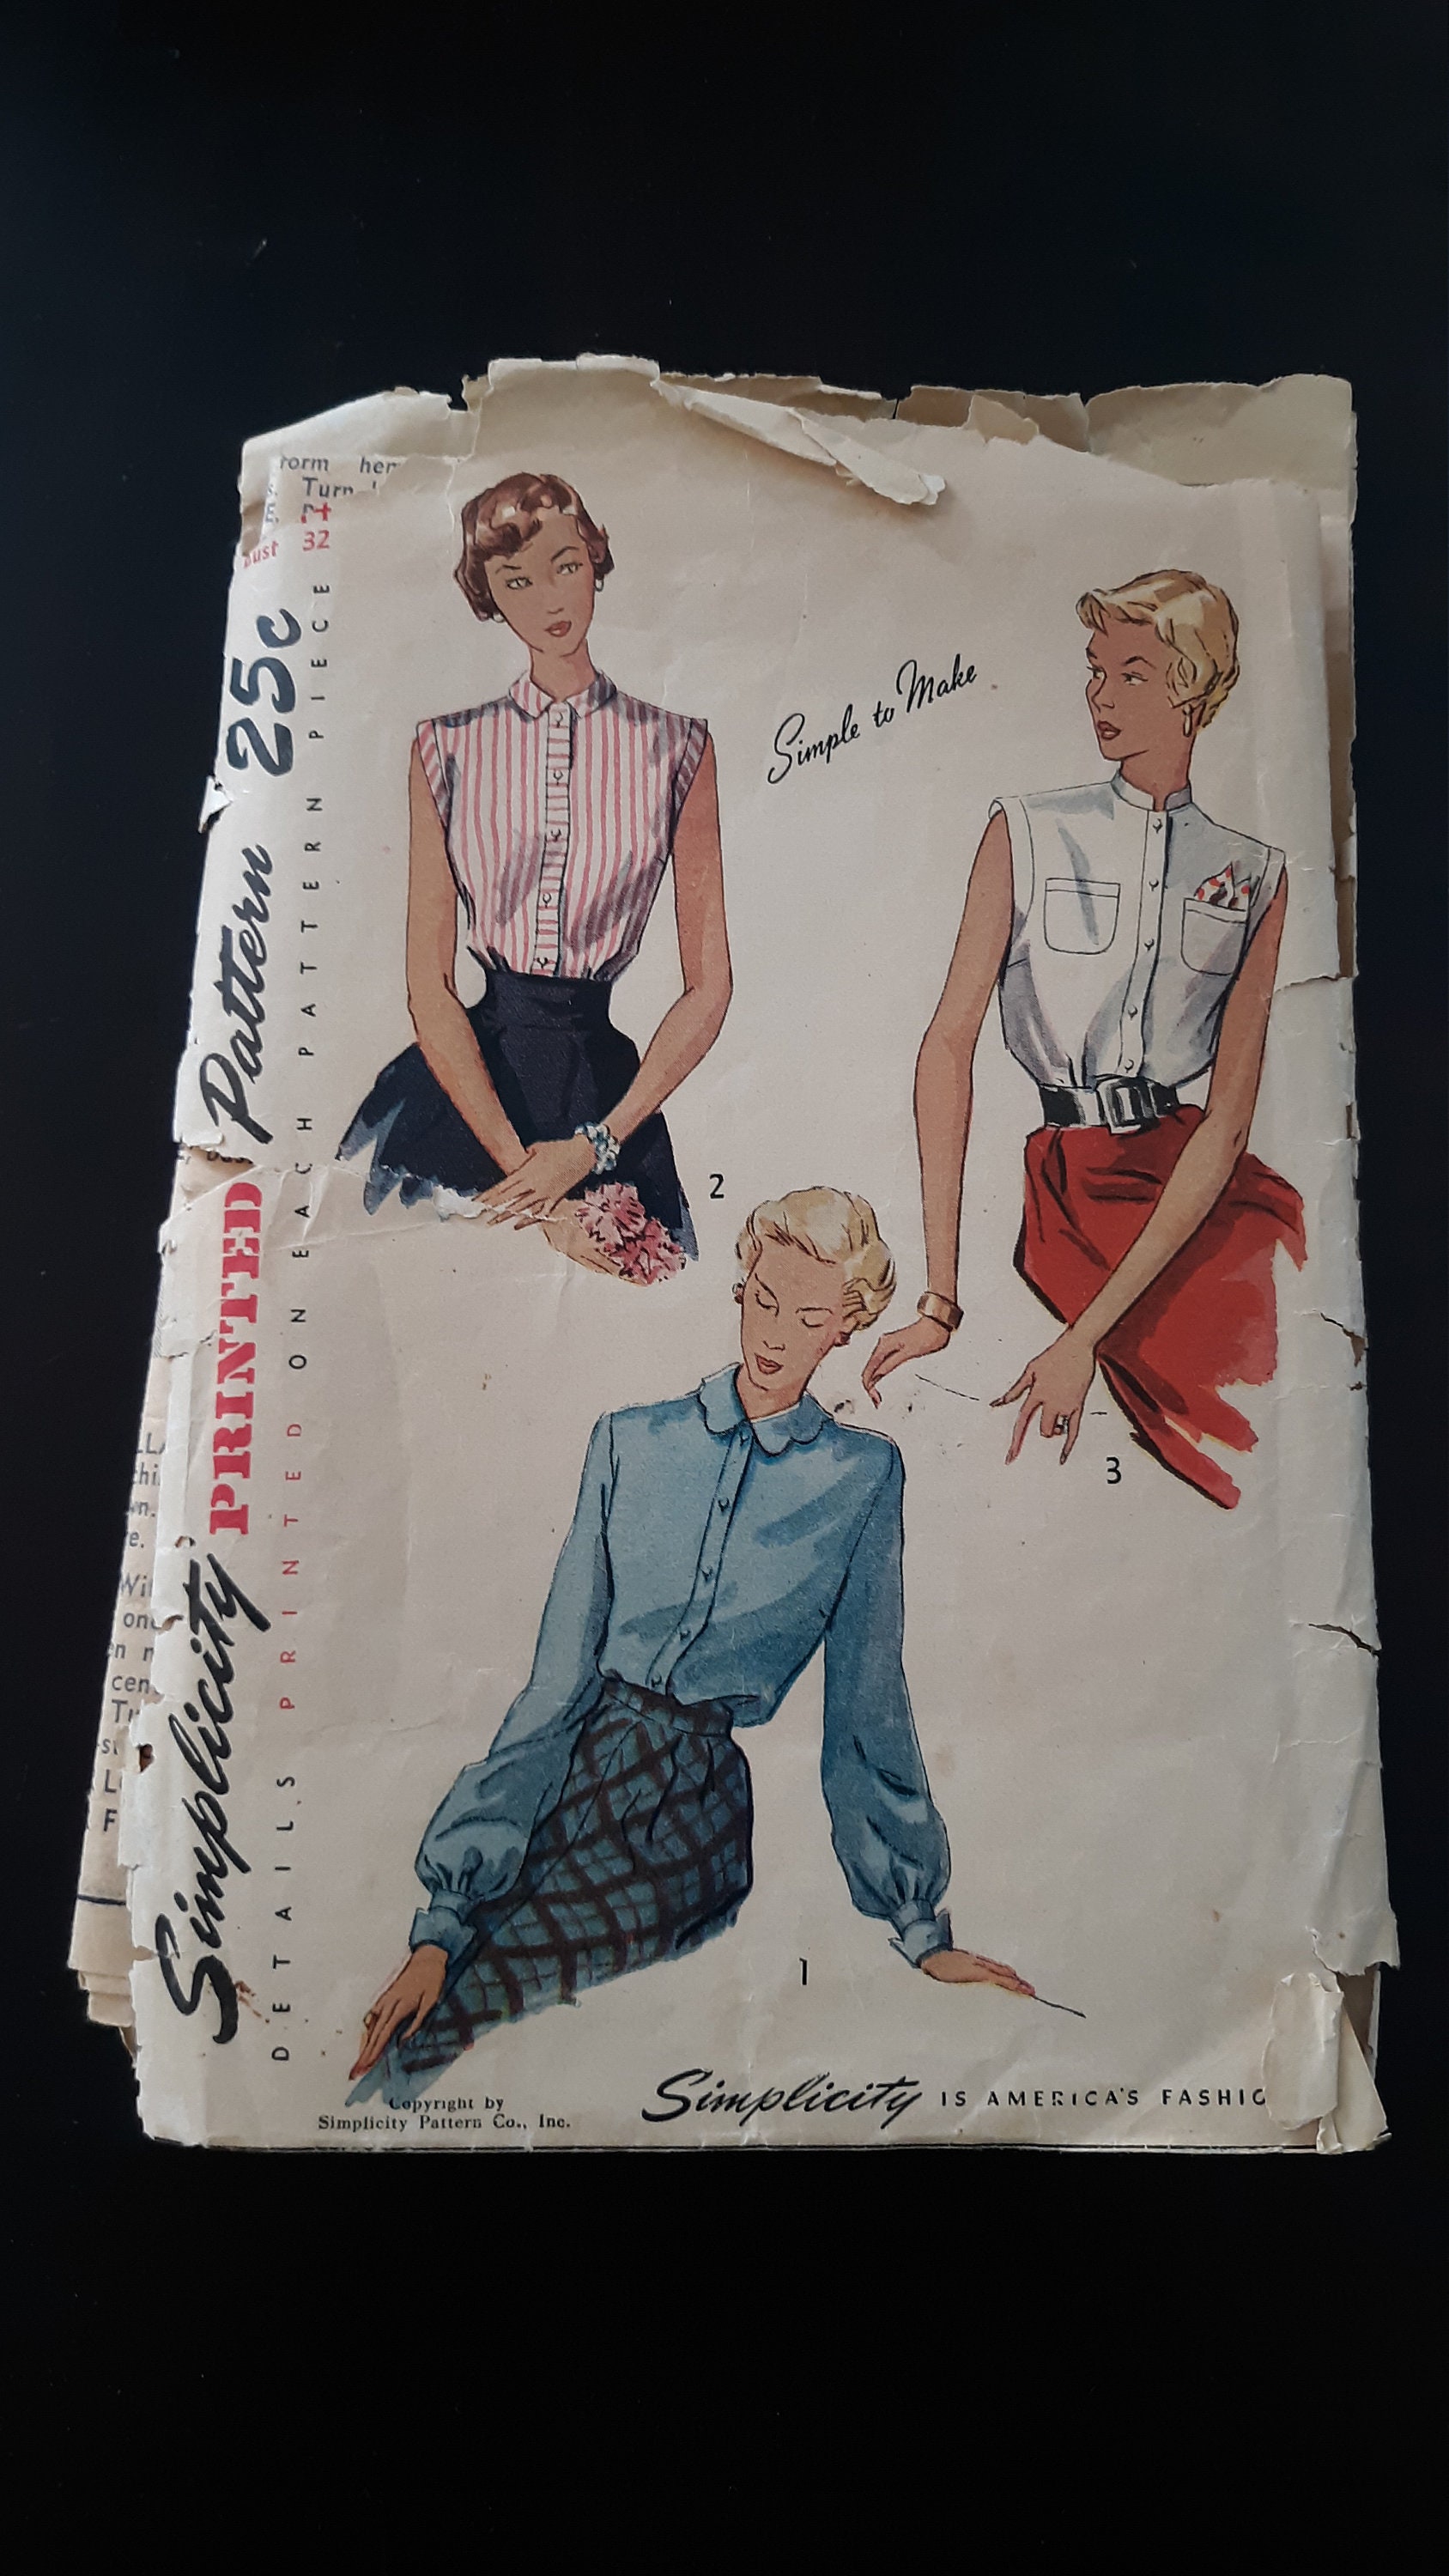 form hem
Turn
14
Bust 32
25c
Simplicity PRINTED Pattern
DETAILS PRINTED ON EACH PATTERN PIECE
Simple to Make
2
3
1
Copyright by
Simplicity Pattern Co., Inc.
Simplicity IS AMERICA'S FASHIO